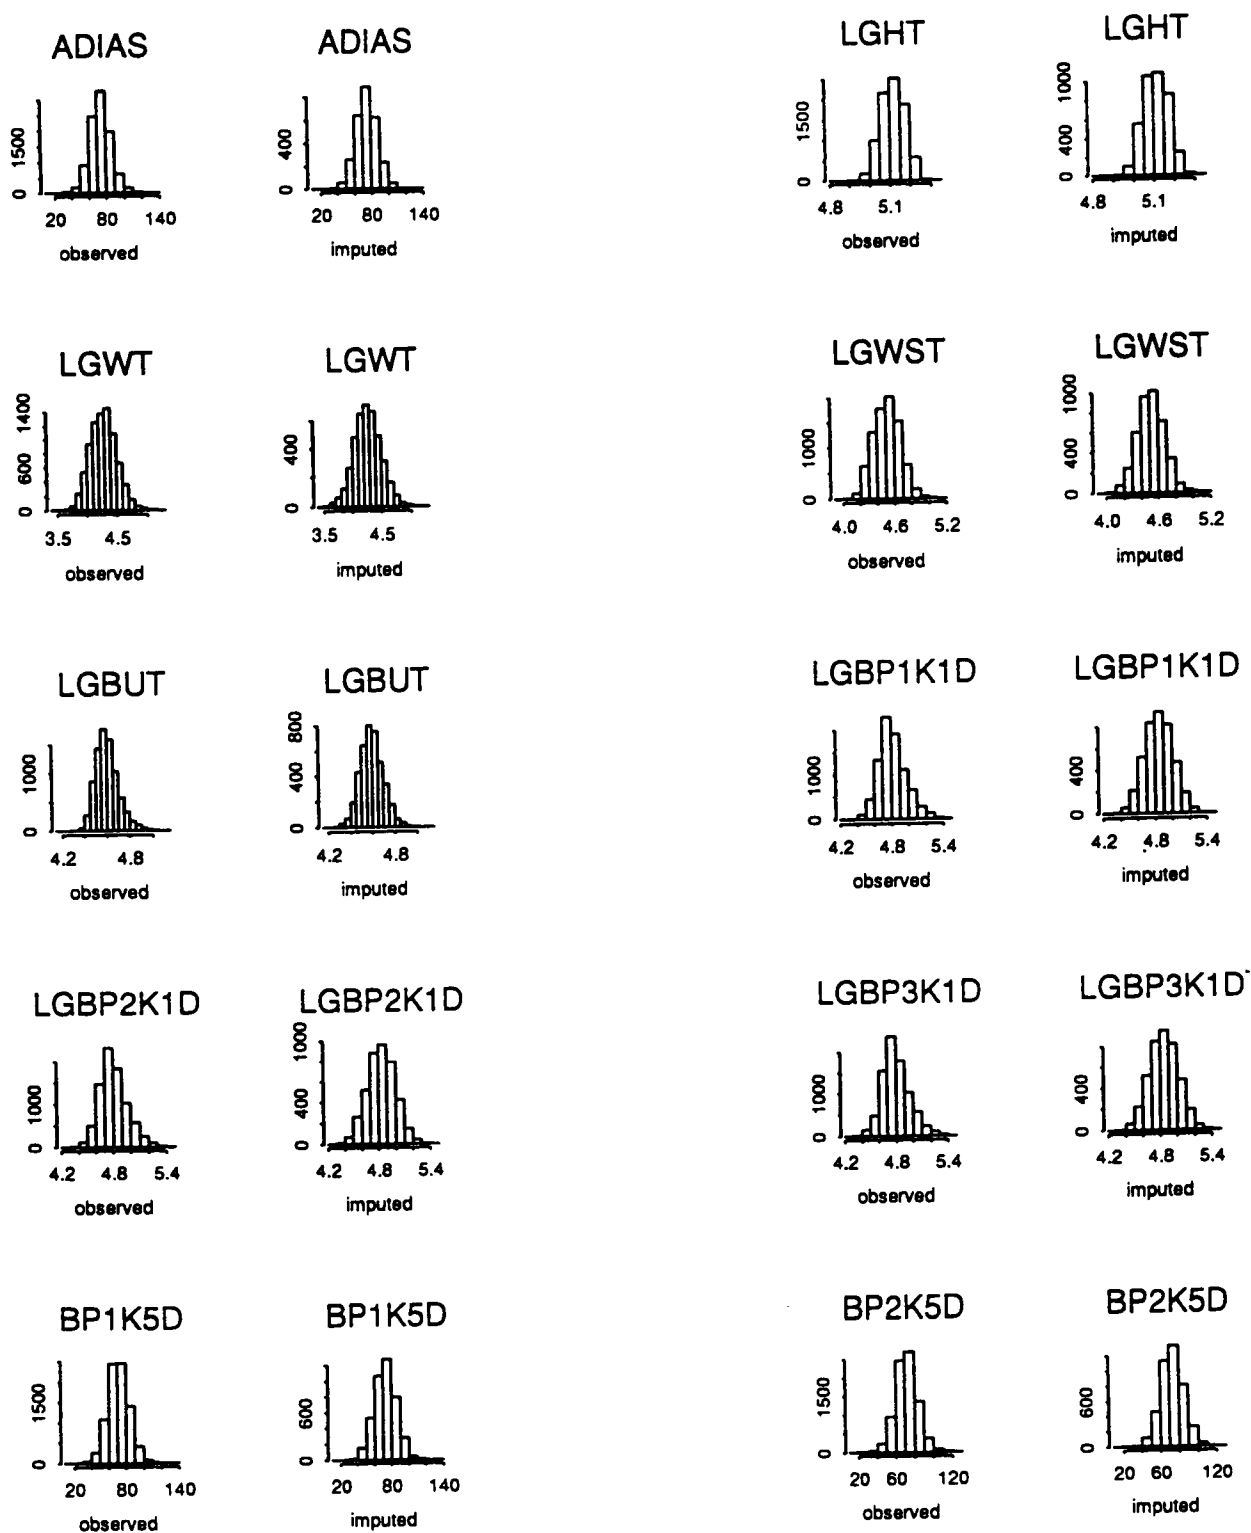 ADIAS ADIAS LGHT LGHT
1500
0
20 80 140
observed
400
0
20 80 140
imputed
1500
0
4.8 5.1
observed
1000
400
0
4.8 5.1
imputed
LGWT LGWT LGWST LGWST
1400
600
0
3.5 4.5
observed
400
0
3.5 4.5
imputed
1000
0
4.0 4.6 5.2
observed
1000
400
0
4.0 4.6 5.2
imputed
LGBUT LGBUT LGBP1K1D LGBP1K1D
1000
0
4.2 4.8
observed
800
400
0
4.2 4.8
imputed
1000
0
4.2 4.8 5.4
observed
400
0
4.2 4.8 5.4
imputed
LGBP2K1D LGBP2K1D LGBP3K1D LGBP3K1D
1000
0
4.2 4.8 5.4
observed
1000
400
0
4.2 4.8 5.4
imputed
1000
0
4.2 4.8 5.4
observed
400
0
4.2 4.8 5.4
imputed
BP1K5D BP1K5D BP2K5D BP2K5D
1500
0
20 80 140
observed
600
0
20 80 140
imputed
1500
0
20 60 120
observed
600
0
20 60 120
imputed